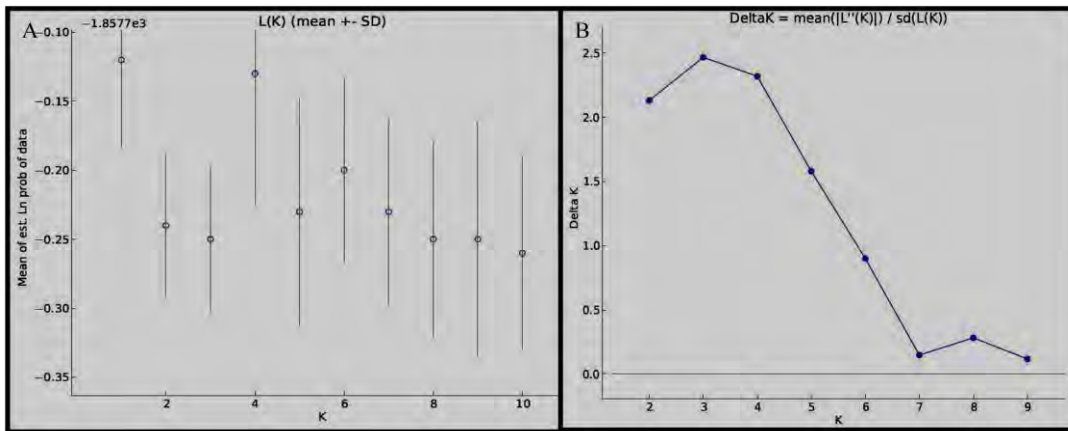 A
−1.8577e3
L(K) (mean +- SD)
Mean of est. Ln prob of data
−0.10
−0.15
−0.20
−0.25
−0.30
−0.35
2
4
6
8
10
K
B
DeltaK = mean(|L''(K)|) / sd(L(K))
Delta K
2.5
2.0
1.5
1.0
0.5
0.0
2
3
4
5
6
7
8
9
K